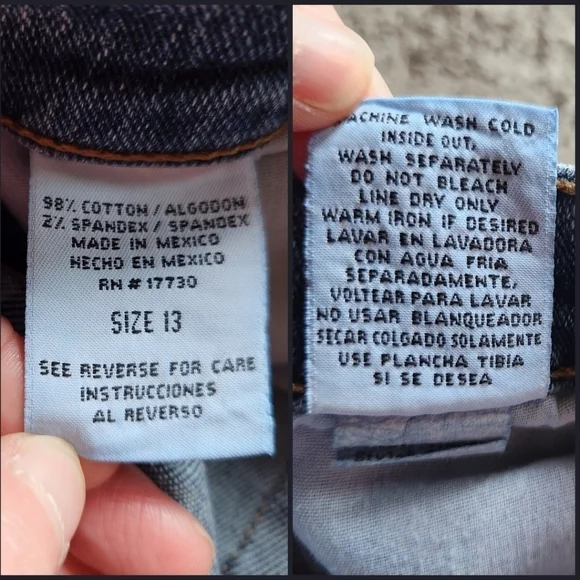 98% COTTON / ALGODON
2% SPANDEX / SPANDEX
MADE IN MEXICO
HECHO EN MEXICO
RN # 17730
SIZE 13
SEE REVERSE FOR CARE
INSTRUCCIONES
AL REVERSO
MACHINE WASH COLD
INSIDE OUT,
WASH SEPARATELY
DO NOT BLEACH
LINE DRY ONLY
WARM IRON IF DESIRED
LAVAR EN LAVADORA
CON AGUA FRIA
SEPARADAMENTE,
VOLTEAR PARA LAVAR
NO USAR BLANQUEADOR
SECAR COLGADO SOLAMENTE
USE PLANCHA TIBIA
SI SE DESEA